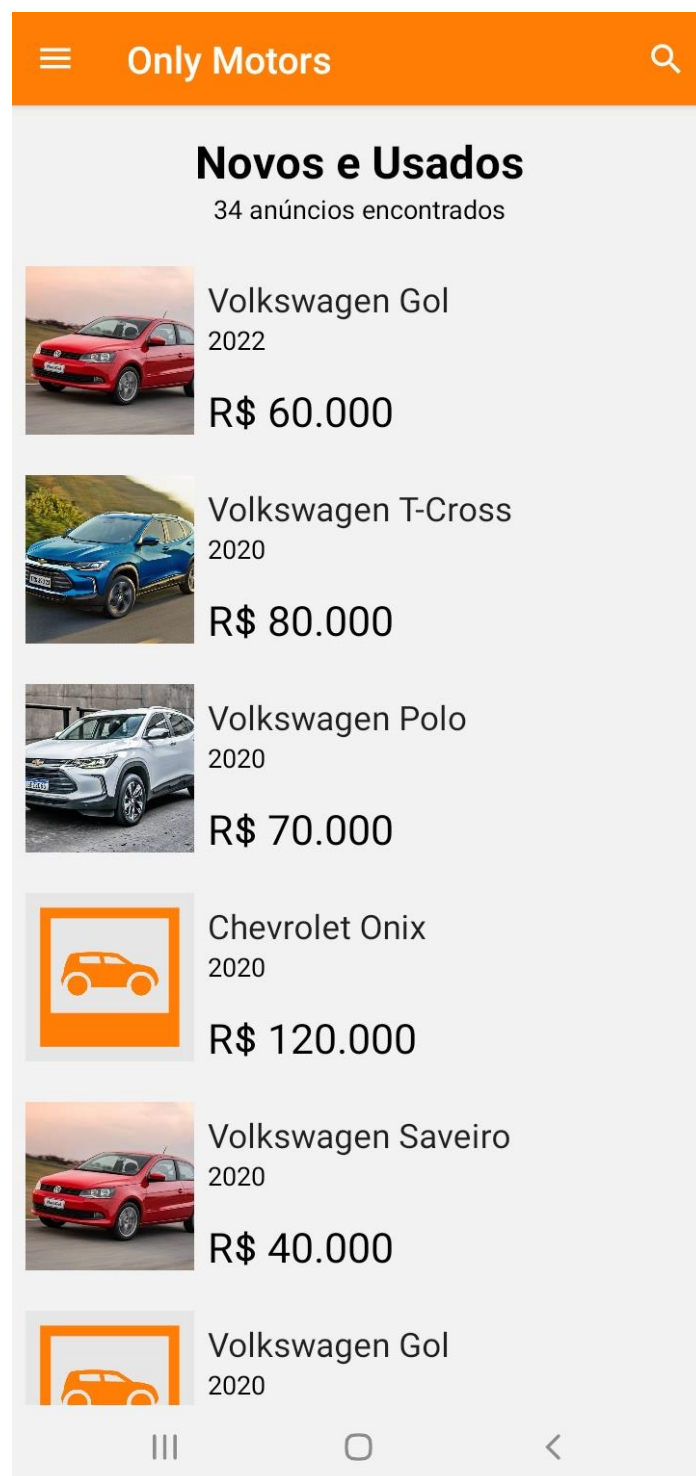 Only Motors
Novos e Usados
34 anúncios encontrados
Volkswagen Gol
2022
R$ 60.000
Volkswagen T-Cross
2020
R$ 80.000
Volkswagen Polo
2020
R$ 70.000
Chevrolet Onix
2020
R$ 120.000
Volkswagen Saveiro
2020
R$ 40.000
Volkswagen Gol
2020